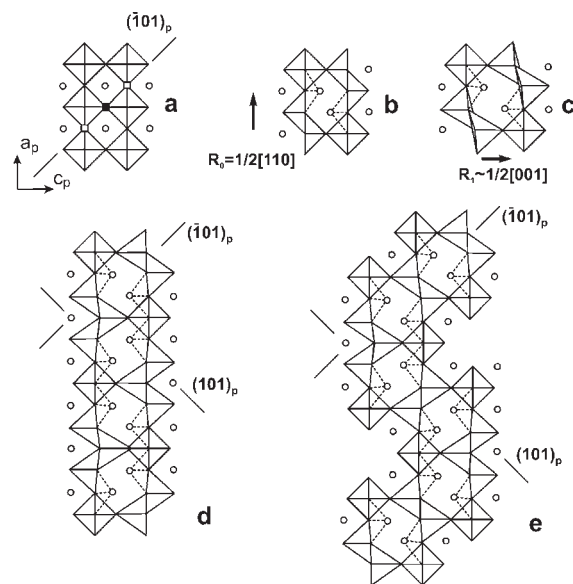 (1̄01)ₚ
a
b
c
aₚ
cₚ
R₀=1/2[110]
R₁~1/2[001]
(1̄01)ₚ
(1̄01)ₚ
(101)ₚ
(101)ₚ
d
e